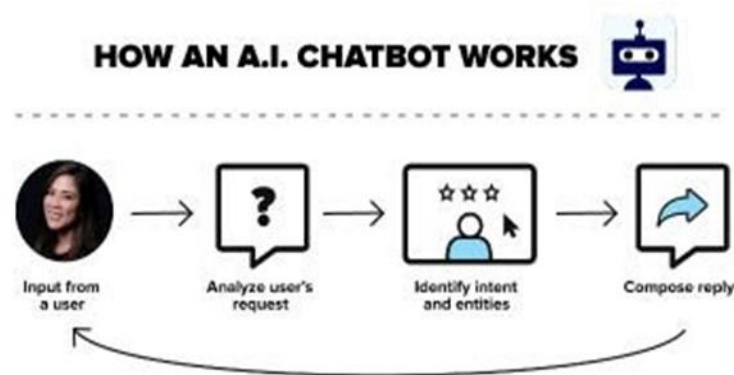 HOW AN A.I. CHATBOT WORKS
?
Input from
a user
Analyze user's
request
Identify intent
and entities
Compose reply